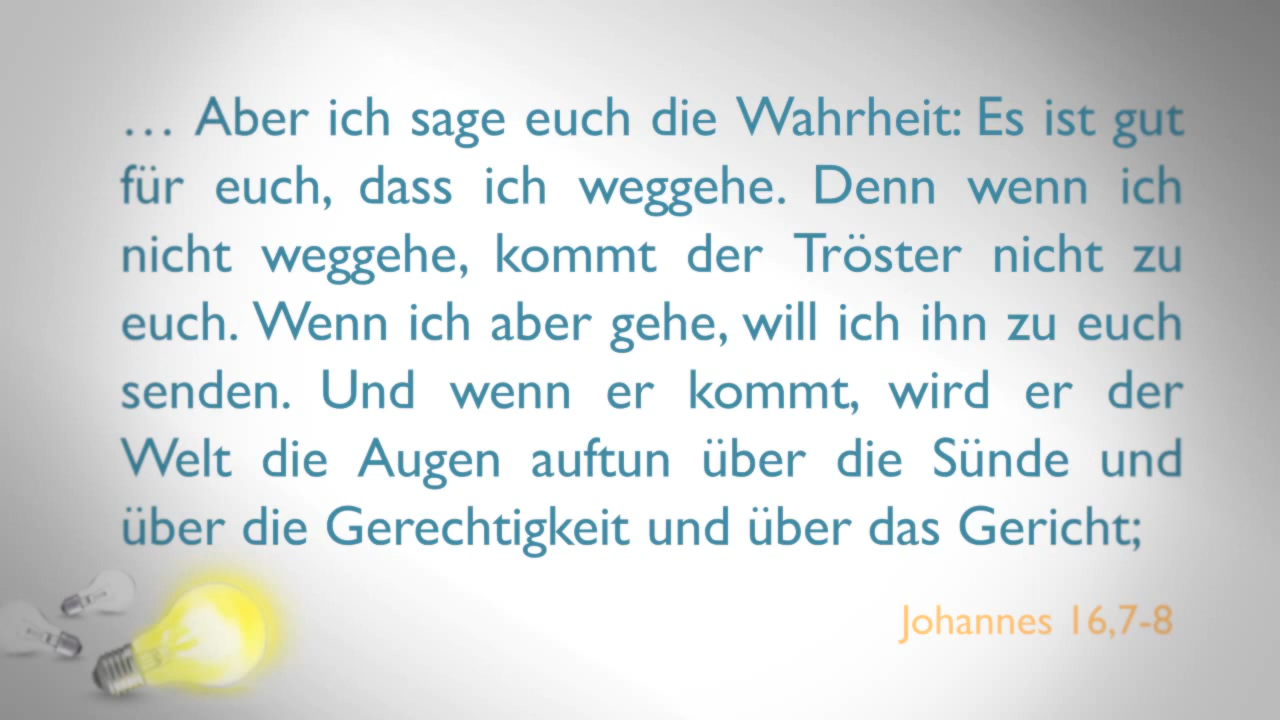 … Aber ich sage euch die Wahrheit: Es ist gut
für euch, dass ich weggehe. Denn wenn ich
nicht weggehe, kommt der Tröster nicht zu
euch. Wenn ich aber gehe, will ich ihn zu euch
senden. Und wenn er kommt, wird er der
Welt die Augen auftun über die Sünde und
über die Gerechtigkeit und über das Gericht;
Johannes 16,7-8